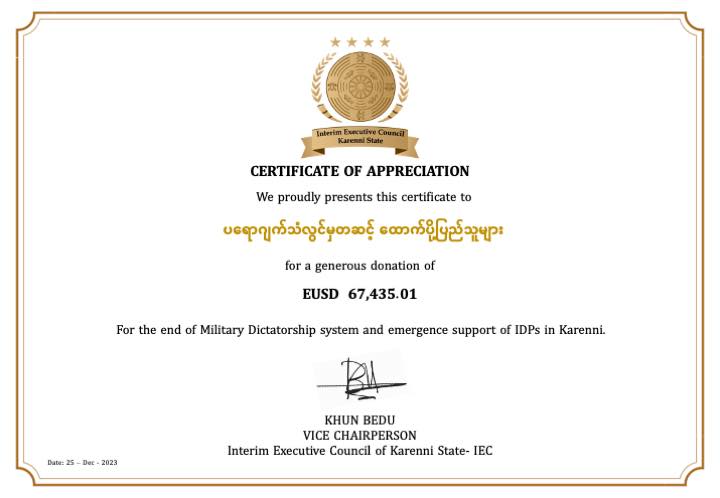 Interim Executive Council
Karenni State
CERTIFICATE OF APPRECIATION
We proudly presents this certificate to
ပရောဂျက်သံလွင်မှတဆင့် ထောက်ပို့ပြည်သူများ
for a generous donation of
EUSD 67,435.01
For the end of Military Dictatorship system and emergence support of IDPs in Karenni.
KHUN BEDU
VICE CHAIRPERSON
Interim Executive Council of Karenni State- IEC
Date: 25 – Dec - 2023